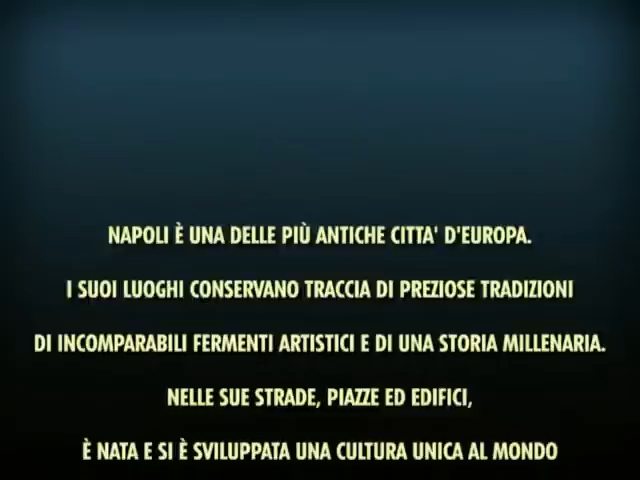 NAPOLI È UNA DELLE PIÙ ANTICHE CITTA' D'EUROPA.
I SUOI LUOGHI CONSERVANO TRACCIA DI PREZIOSE TRADIZIONI
DI INCOMPARABILI FERMENTI ARTISTICI E DI UNA STORIA MILLENARIA.
NELLE SUE STRADE, PIAZZE ED EDIFICI,
È NATA E SI È SVILUPPATA UNA CULTURA UNICA AL MONDO